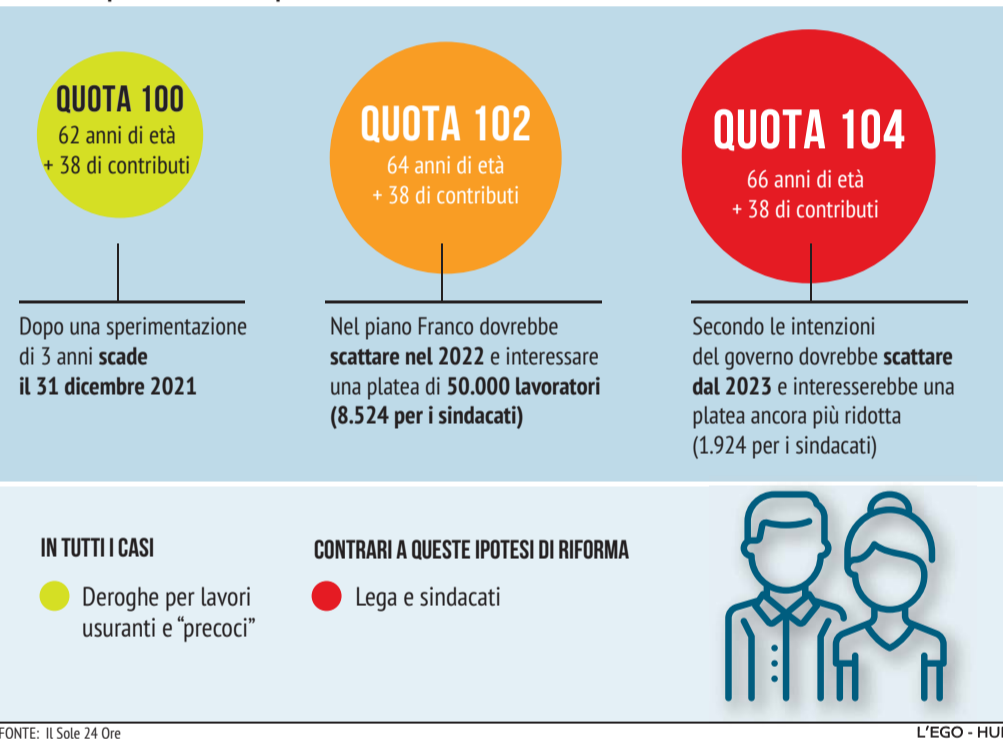 QUOTA 100
62 anni di età
+ 38 di contributi
QUOTA 102
64 anni di età
+ 38 di contributi
QUOTA 104
66 anni di età
+ 38 di contributi
Dopo una sperimentazione
di 3 anni scade
il 31 dicembre 2021
Nel piano Franco dovrebbe
scattare nel 2022 e interessare
una platea di 50.000 lavoratori
(8.524 per i sindacati)
Secondo le intenzioni
del governo dovrebbe scattare
dal 2023 e interesserebbe una
platea ancora più ridotta
(1.924 per i sindacati)
IN TUTTI I CASI
Deroghe per lavori
usuranti e “precoci”
CONTRARI A QUESTE IPOTESI DI RIFORMA
Lega e sindacati
FONTE: Il Sole 24 Ore
L'EGO - HUB